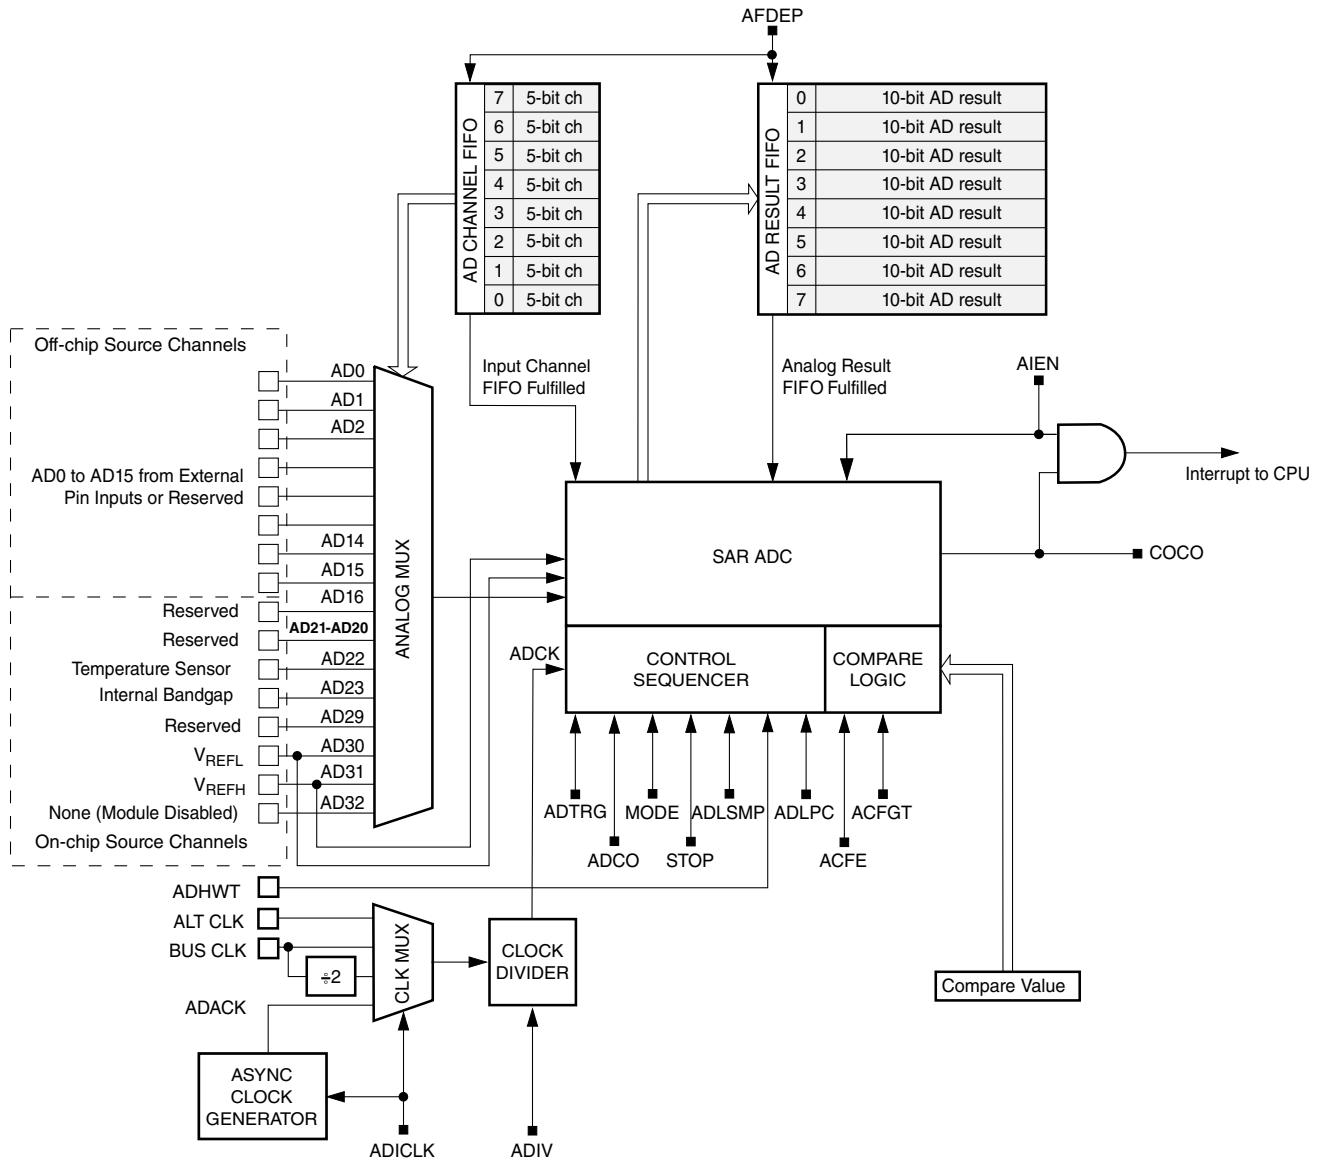 AFDEP
AD CHANNEL FIFO
7 5-bit ch
6 5-bit ch
5 5-bit ch
4 5-bit ch
3 5-bit ch
2 5-bit ch
1 5-bit ch
0 5-bit ch
AD RESULT FIFO
0 10-bit AD result
1 10-bit AD result
2 10-bit AD result
3 10-bit AD result
4 10-bit AD result
5 10-bit AD result
6 10-bit AD result
7 10-bit AD result
Off-chip Source Channels
AD0
AD1
AD2
AD0 to AD15 from External
Pin Inputs or Reserved
AD14
AD15
Reserved AD16
Reserved AD21-AD20
Temperature Sensor AD22
Internal Bandgap AD23
Reserved AD29
VREFL AD30
VREFH AD31
None (Module Disabled) AD32
On-chip Source Channels
ANALOG MUX
Input Channel
FIFO Fulfilled
Analog Result
FIFO Fulfilled
AIEN
Interrupt to CPU
SAR ADC
COCO
ADCK
CONTROL
SEQUENCER
COMPARE
LOGIC
ADTRG
MODE
ADLSMP
ADLPC
ACFGT
ADCO
STOP
ACFE
ADHWT
ALT CLK
BUS CLK
÷2
ADACK
CLK MUX
CLOCK
DIVIDER
Compare Value
ASYNC
CLOCK
GENERATOR
ADICLK
ADIV